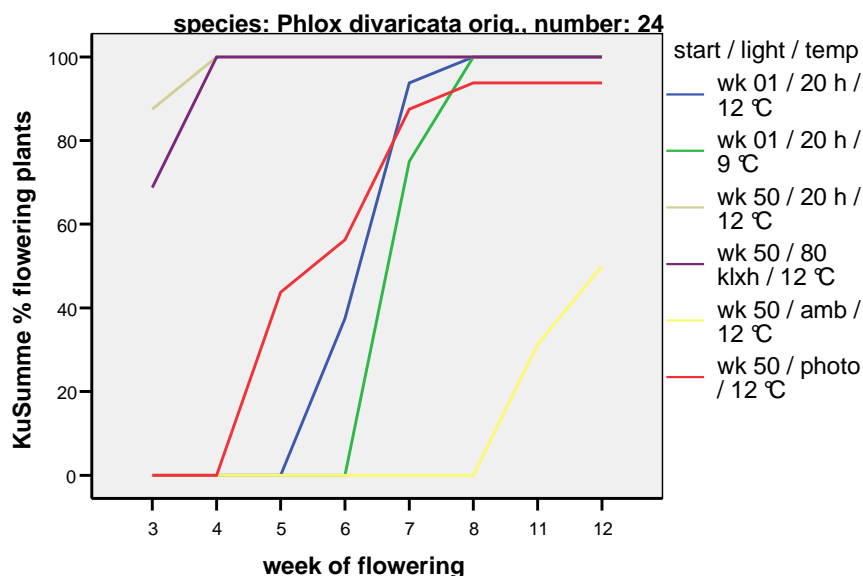 species: Phlox divaricata orig., number: 24
KuSumme % flowering plants
100
80
60
40
20
0
3 4 5 6 7 8 11 12
week of flowering
start / light / temp
wk 01 / 20 h /
12 °C
wk 01 / 20 h /
9 °C
wk 50 / 20 h /
12 °C
wk 50 / 80
klxh / 12 °C
wk 50 / amb /
12 °C
wk 50 / photo
/ 12 °C